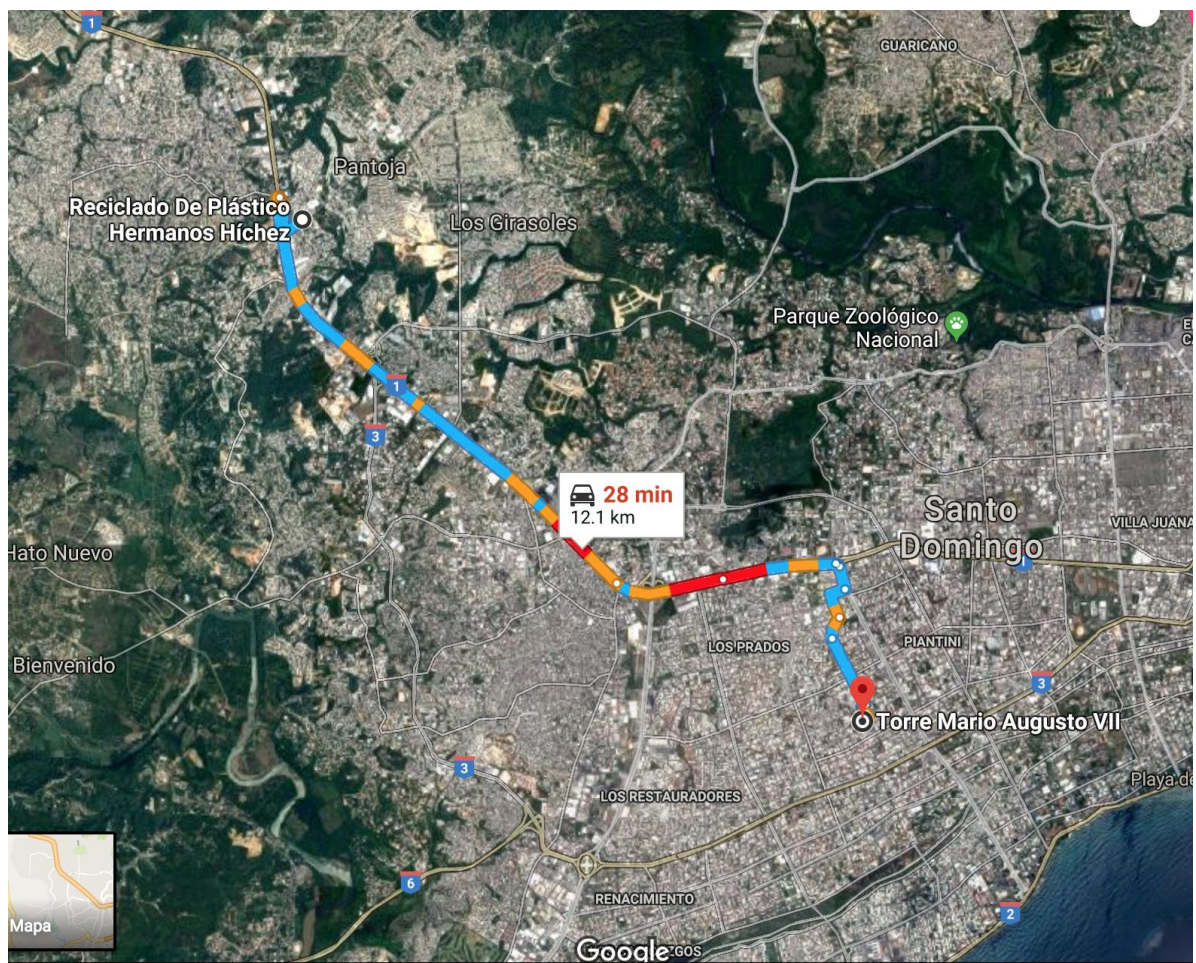 1
GUARICANO
Pantoja
Reciclado De Plástico
Hermanos Híchez
Los Girasoles
Parque Zoológico
Nacional
1
3
28 min
12.1 km
Santo
Domingo
VILLA JUANA
Hato Nuevo
Bienvenido
LOS PRADOS
PIANTINI
3
Torre Mario Augusto VII
3
LOS RESTAURADORES
Playa de
6
RENACIMIENTO
2
Mapa
Google